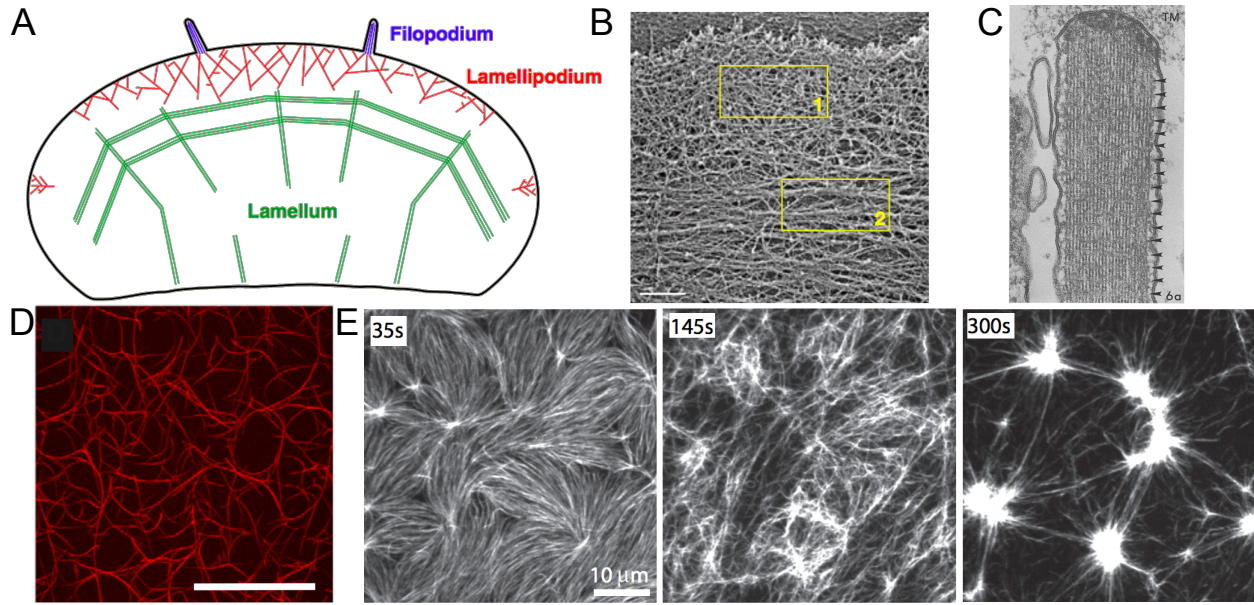 A
Filopodium
Lamellipodium
Lamellum
B
1
2
C
TM
6a
D
E
35s
10 μm
145s
300s